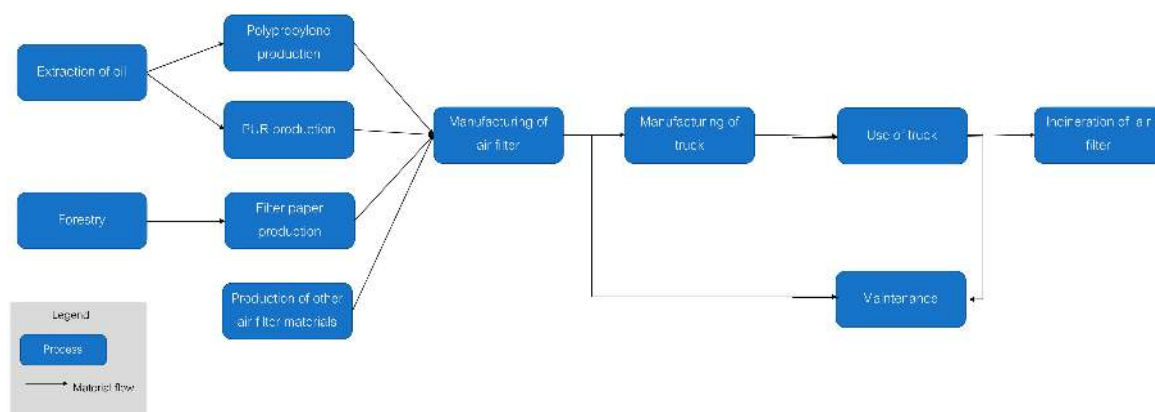 Polypropylene
production
Extraction of oil
PUR production
Manufacturing of
air filter
Manufacturing of
truck
Use of truck
Incineration of air
filter
Forestry
Filter paper
production
Production of other
air filter materials
Maintenance
Legend
Process
Material flow